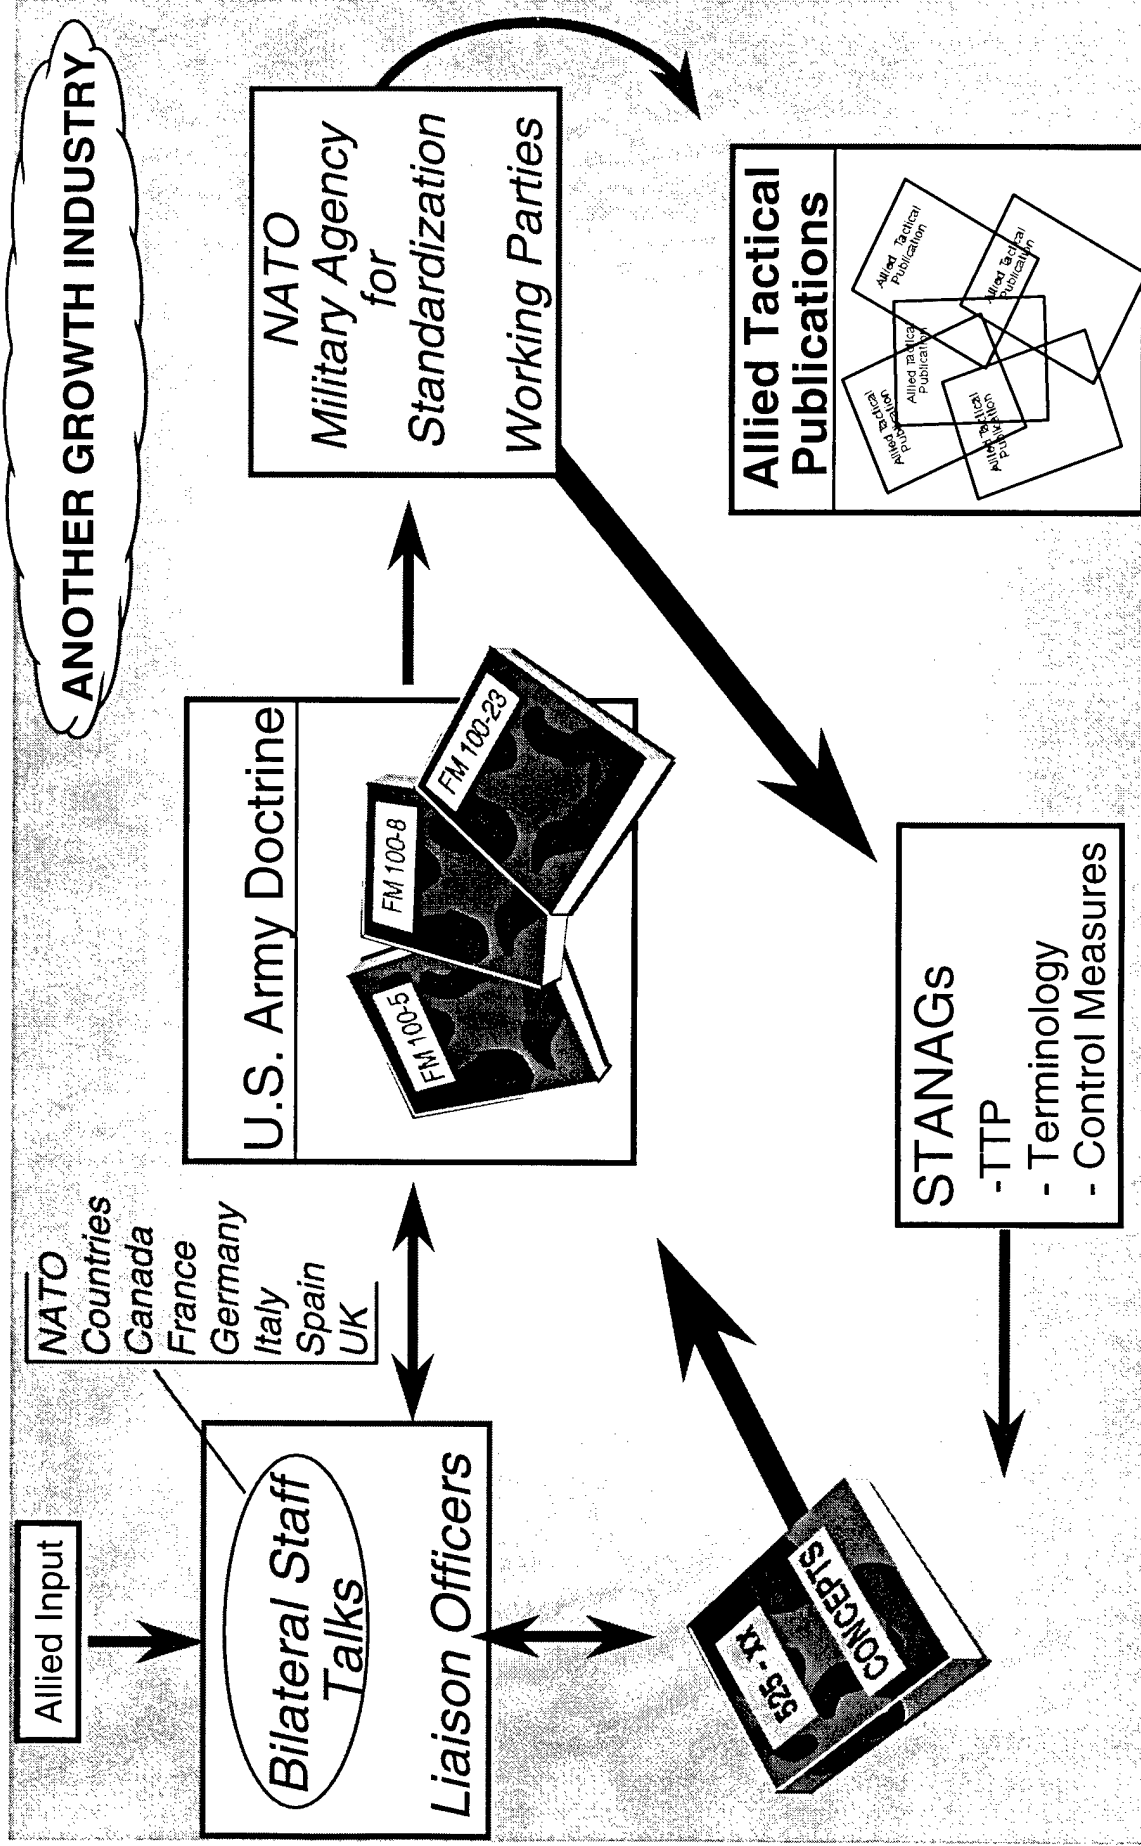 ANOTHER GROWTH INDUSTRY
Allied Input
Bilateral Staff
Talks
Liaison Officers
NATO
Countries
Canada
France
Germany
Italy
Spain
UK
U.S. Army Doctrine
FM 100-5
FM 100-8
FM 100-23
NATO
Military Agency
for
Standardization
Working Parties
525 - XX
CONCEPTS
STANAGs
-TTP
- Terminology
- Control Measures
Allied Tactical
Publications
Allied Tactical
Publication
Allied Tactical
Publication
Allied Tactical
Publication
Allied Tactical
Publication
Allied Tactical
Publication